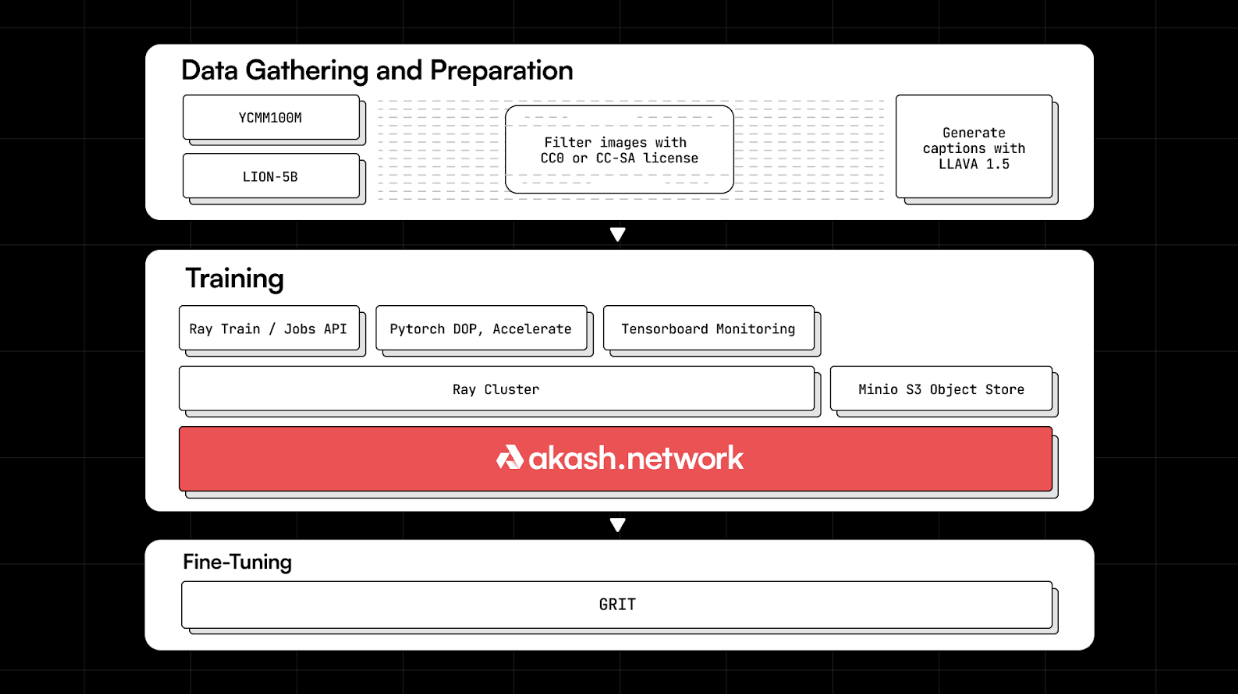 Data Gathering and Preparation
YCMM100M
LION-5B
Filter images with
CC0 or CC-SA license
Generate
captions with
LLAVA 1.5
Training
Ray Train / Jobs API
Pytorch DOP, Accelerate
Tensorboard Monitoring
Ray Cluster
Minio S3 Object Store
akash.network
Fine-Tuning
GRIT